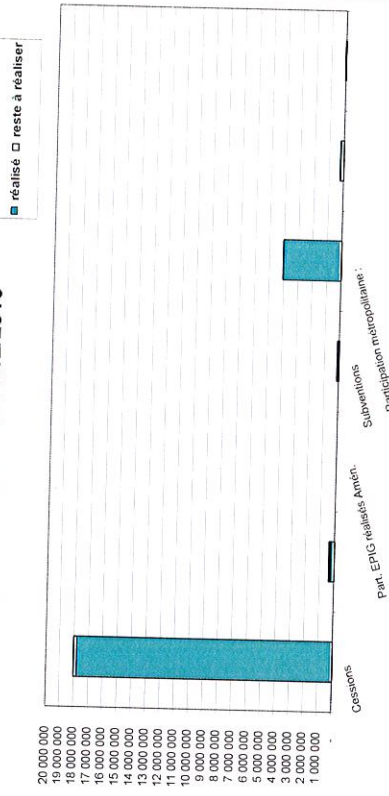 ■ réalisé □ reste à réaliser
20 000 000
19 000 000
18 000 000
17 000 000
16 000 000
15 000 000
14 000 000
13 000 000
12 000 000
11 000 000
10 000 000
9 000 000
8 000 000
7 000 000
6 000 000
5 000 000
4 000 000
3 000 000
2 000 000
1 000 000
-
Cessions
Part. EPIG réalisés Amén.
Subventions
Participation métropolitaine :